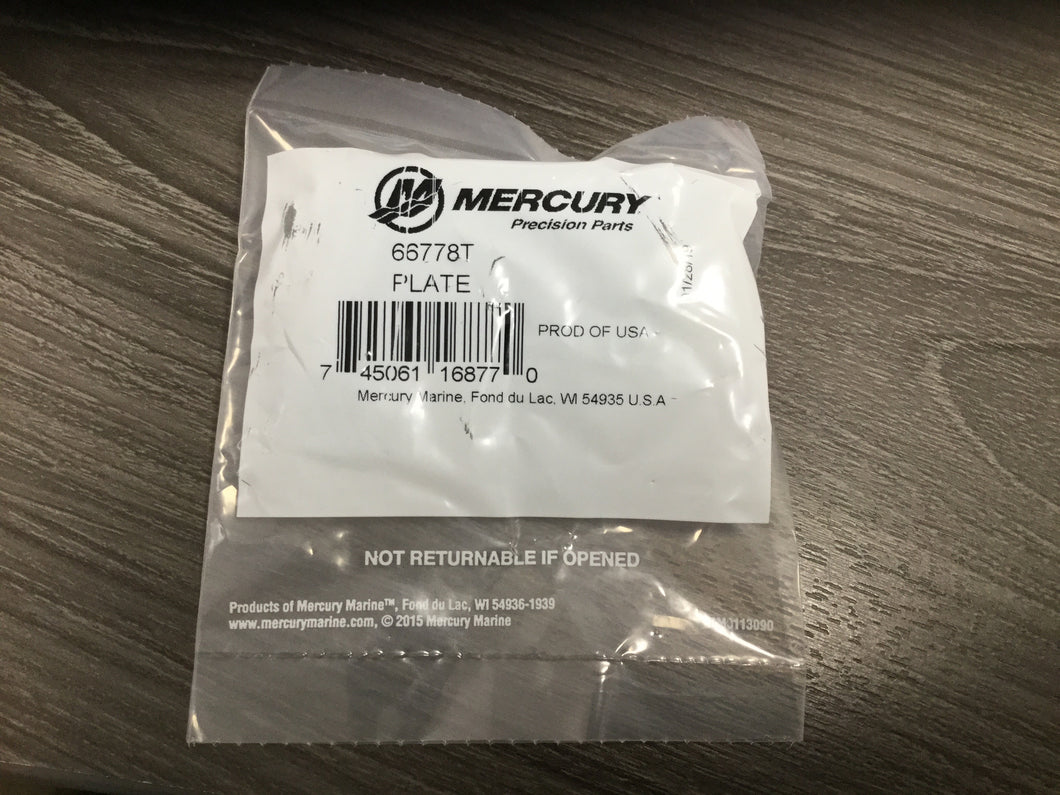 MERCURY
Precision Parts
66778T
PLATE
PROD OF USA
7 45061 16877 0
Mercury Marine, Fond du Lac, WI 54935 U.S.A
NOT RETURNABLE IF OPENED
Products of Mercury Marine™, Fond du Lac, WI 54936-1939
www.mercurymarine.com, © 2015 Mercury Marine